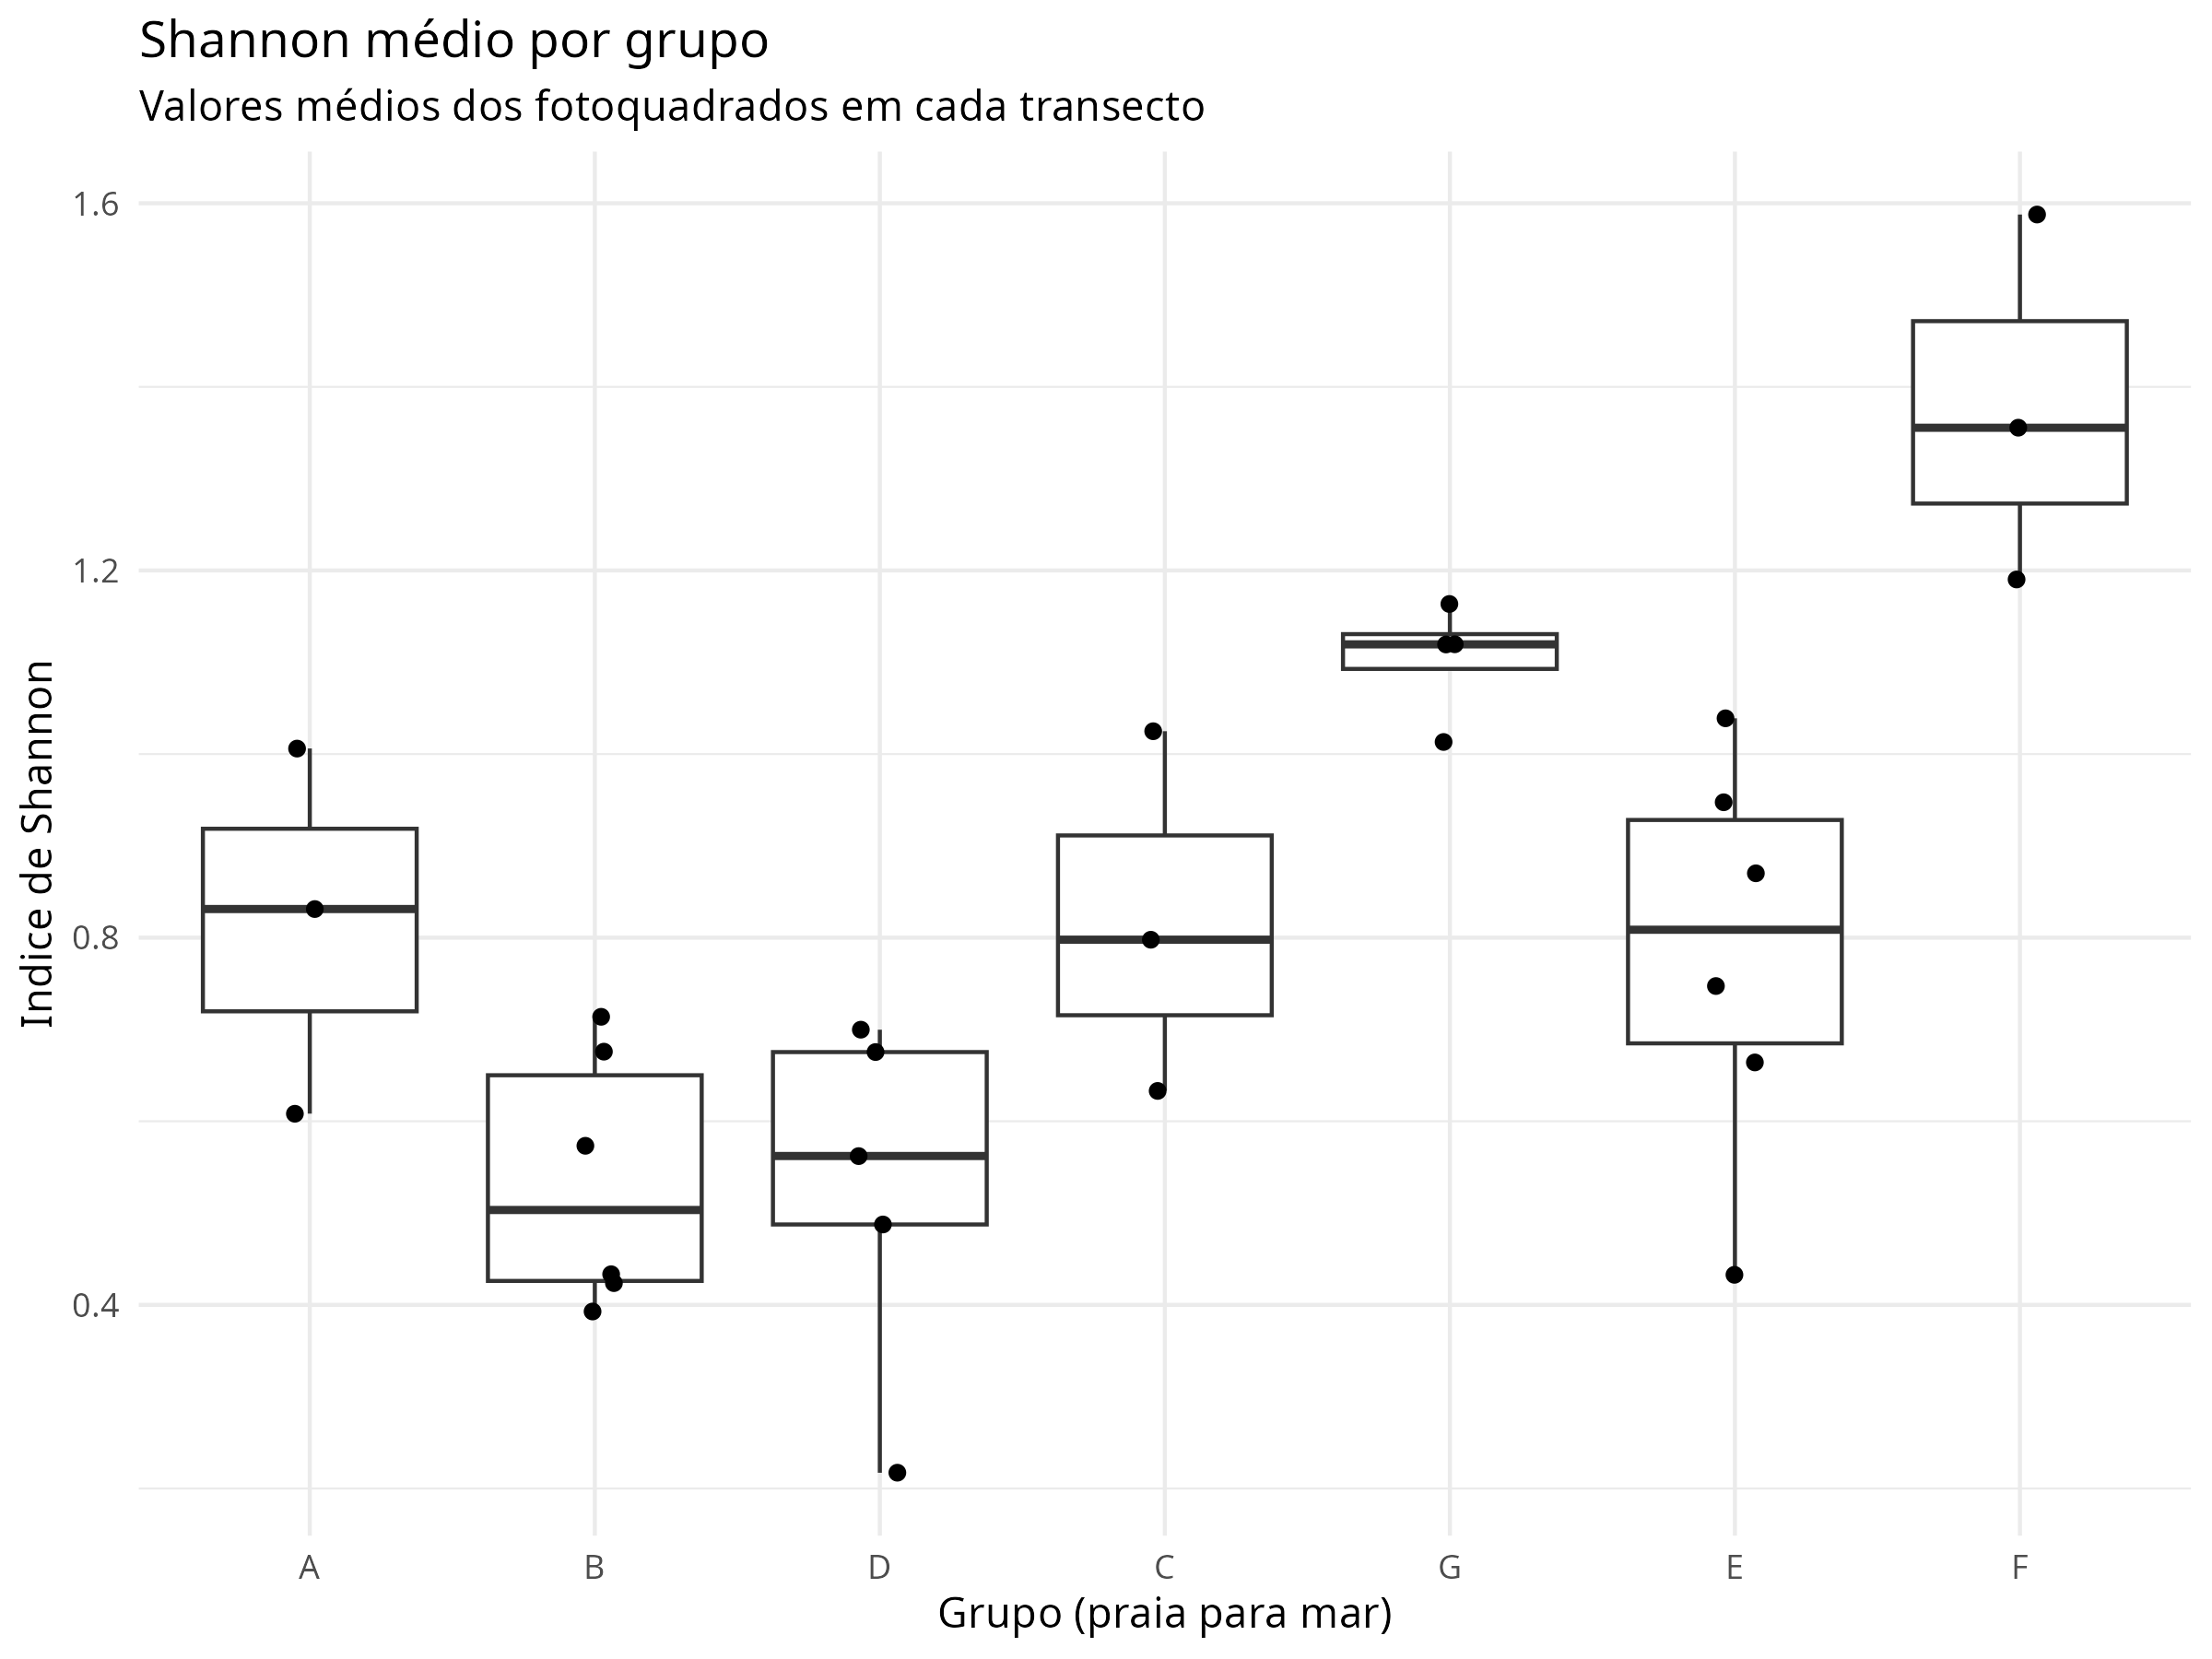 Shannon médio por grupo
Valores médios dos fotoquadrados em cada transecto
Indice de Shannon
1.6
1.2
0.8
0.4
A B D C G E F
Grupo (praia para mar)